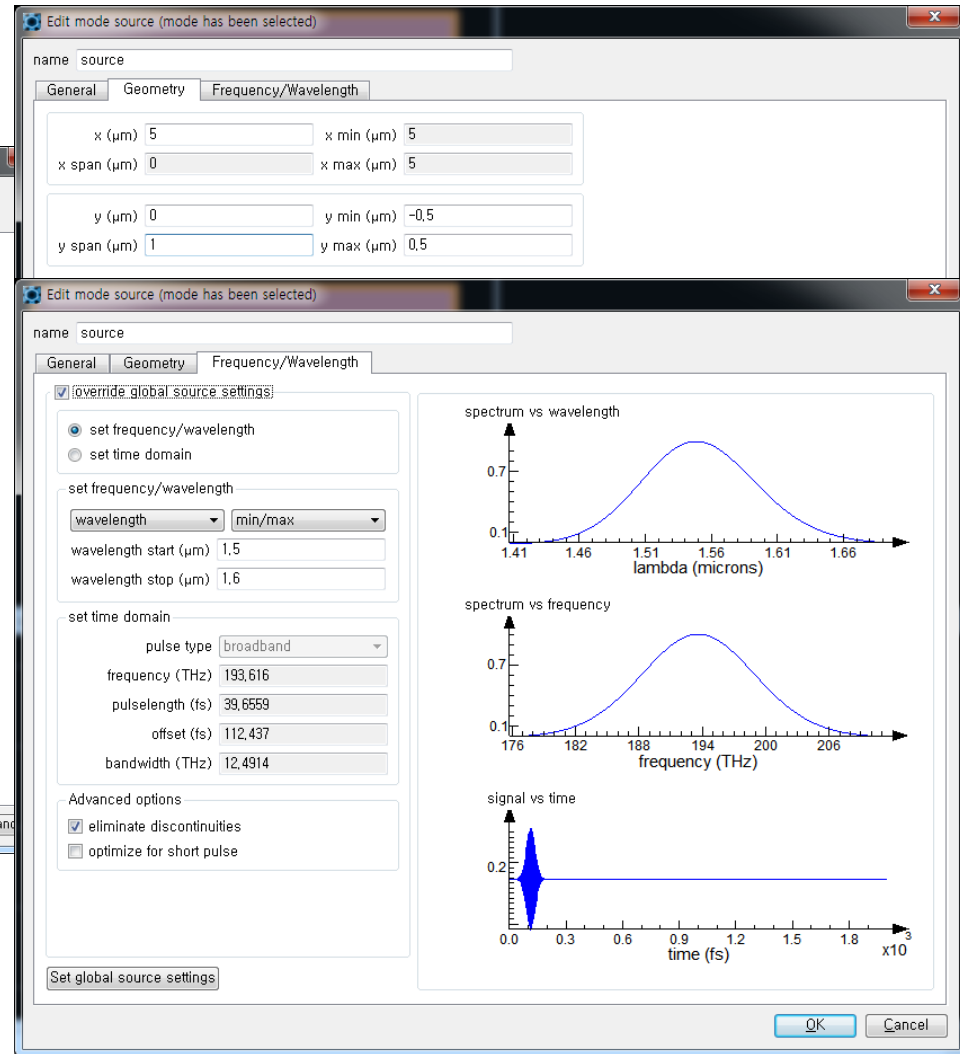 Edit mode source (mode has been selected)
name source
General Geometry Frequency/Wavelength
x (μm) 5 x min (μm) 5
x span (μm) 0 x max (μm) 5
y (μm) 0 y min (μm) -0,5
y span (μm) 1 y max (μm) 0,5
Edit mode source (mode has been selected)
name source
General Geometry Frequency/Wavelength
override global source settings
set frequency/wavelength
set time domain
set frequency/wavelength
wavelength min/max
wavelength start (μm) 1,5
wavelength stop (μm) 1,6
set time domain
pulse type broadband
frequency (THz) 193,616
pulselength (fs) 39,6559
offset (fs) 112,437
bandwidth (THz) 12,4914
Advanced options
eliminate discontinuities
optimize for short pulse
Set global source settings
spectrum vs wavelength
0.7
0.1
1.41 1.46 1.51 1.56 1.61 1.66
lambda (microns)
spectrum vs frequency
0.7
0.1
176 182 188 194 200 206
frequency (THz)
signal vs time
0.2
0.0 0.3 0.6 0.9 1.2 1.5 1.8 x10 3
time (fs)
OK Cancel